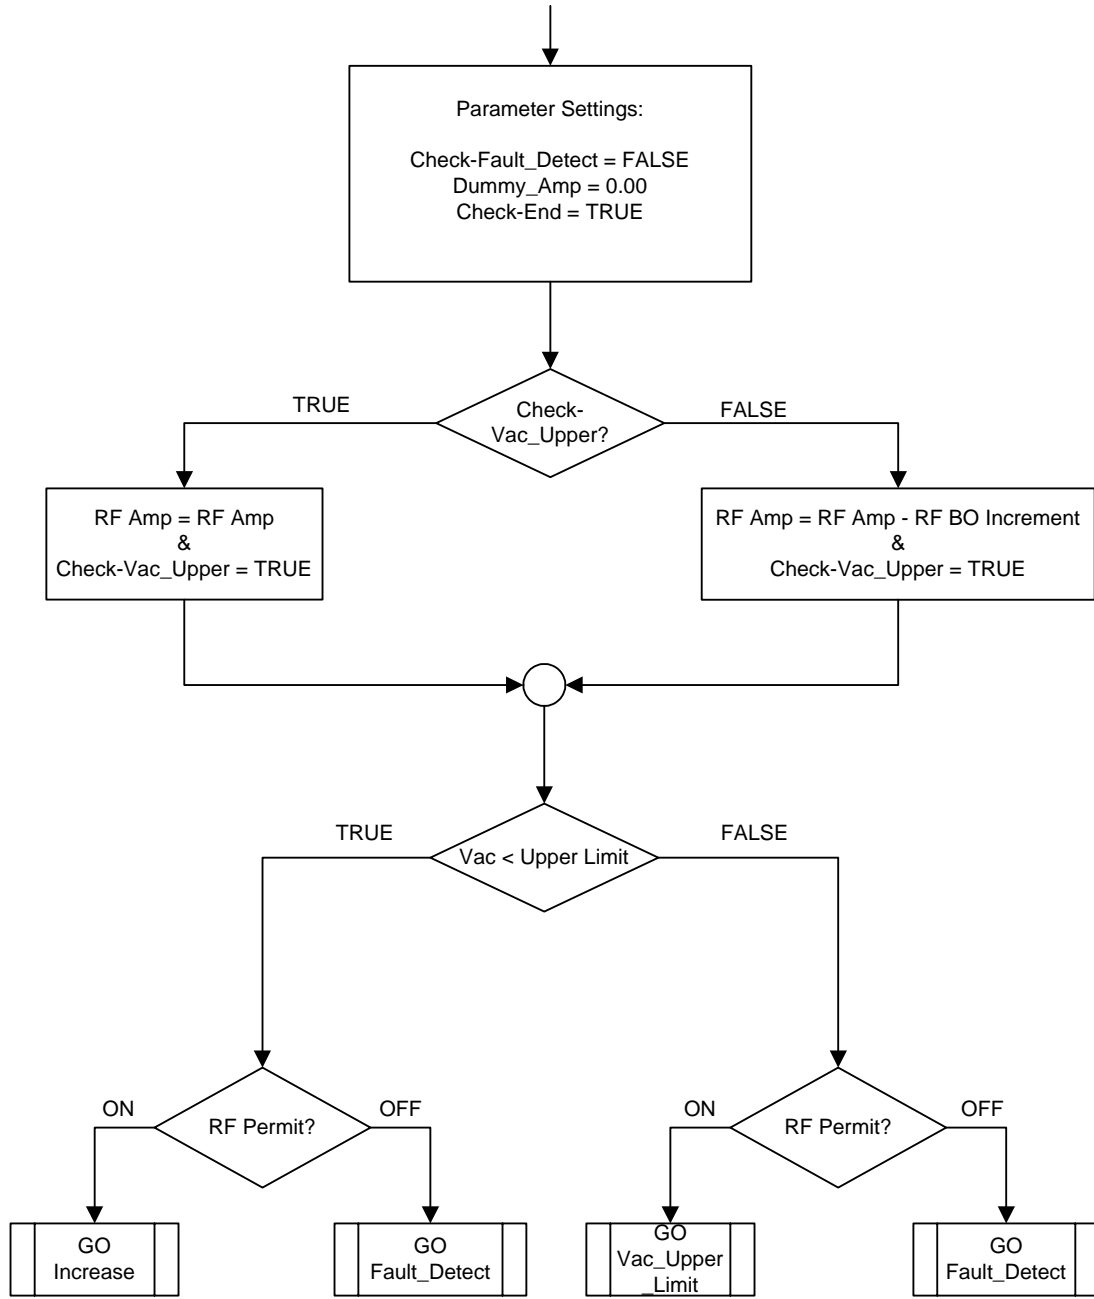 Parameter Settings:
Check-Fault_Detect = FALSE
Dummy_Amp = 0.00
Check-End = TRUE
Check-
Vac_Upper?
TRUE
FALSE
RF Amp = RF Amp
&
Check-Vac_Upper = TRUE
RF Amp = RF Amp - RF BO Increment
&
Check-Vac_Upper = TRUE
Vac < Upper Limit
TRUE
FALSE
RF Permit?
ON
OFF
RF Permit?
ON
OFF
GO
Increase
GO
Fault_Detect
GO
Vac_Upper
_Limit
GO
Fault_Detect